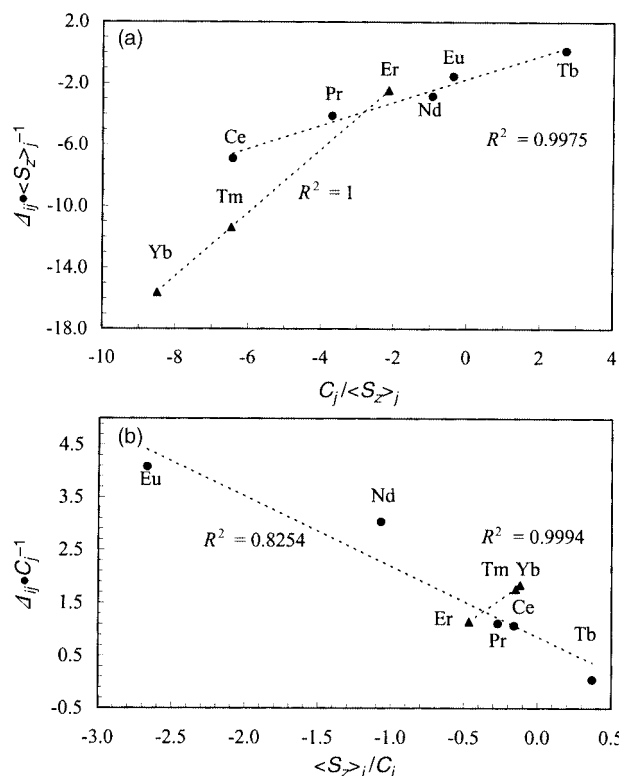 (a)
Er
Eu
Tb
Pr
Nd
Ce
R² = 0.9975
Tm
R² = 1
Yb
-2.0
-6.0
-10.0
-14.0
-18.0
Δij•<Sz>j⁻¹
-10 -8 -6 -4 -2 0 2 4
Cj/<Sz>j
(b)
Eu
Nd
R² = 0.8254
R² = 0.9994
Tm Yb
Er
Ce
Pr
Tb
4.5
3.5
2.5
1.5
0.5
-0.5
Δij•Cj⁻¹
-3.0 -2.5 -2.0 -1.5 -1.0 -0.5 0.0 0.5
<Sz>j/Cj